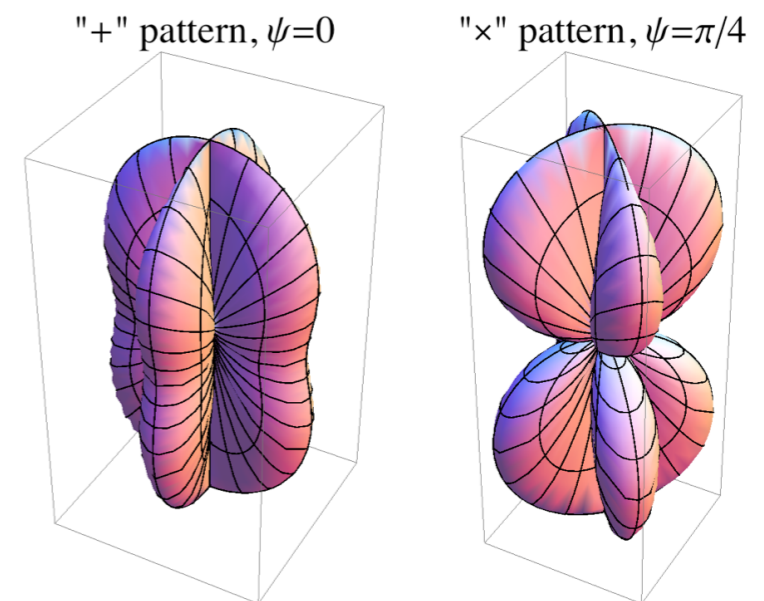 "+" pattern, ψ=0
"×" pattern, ψ=π/4